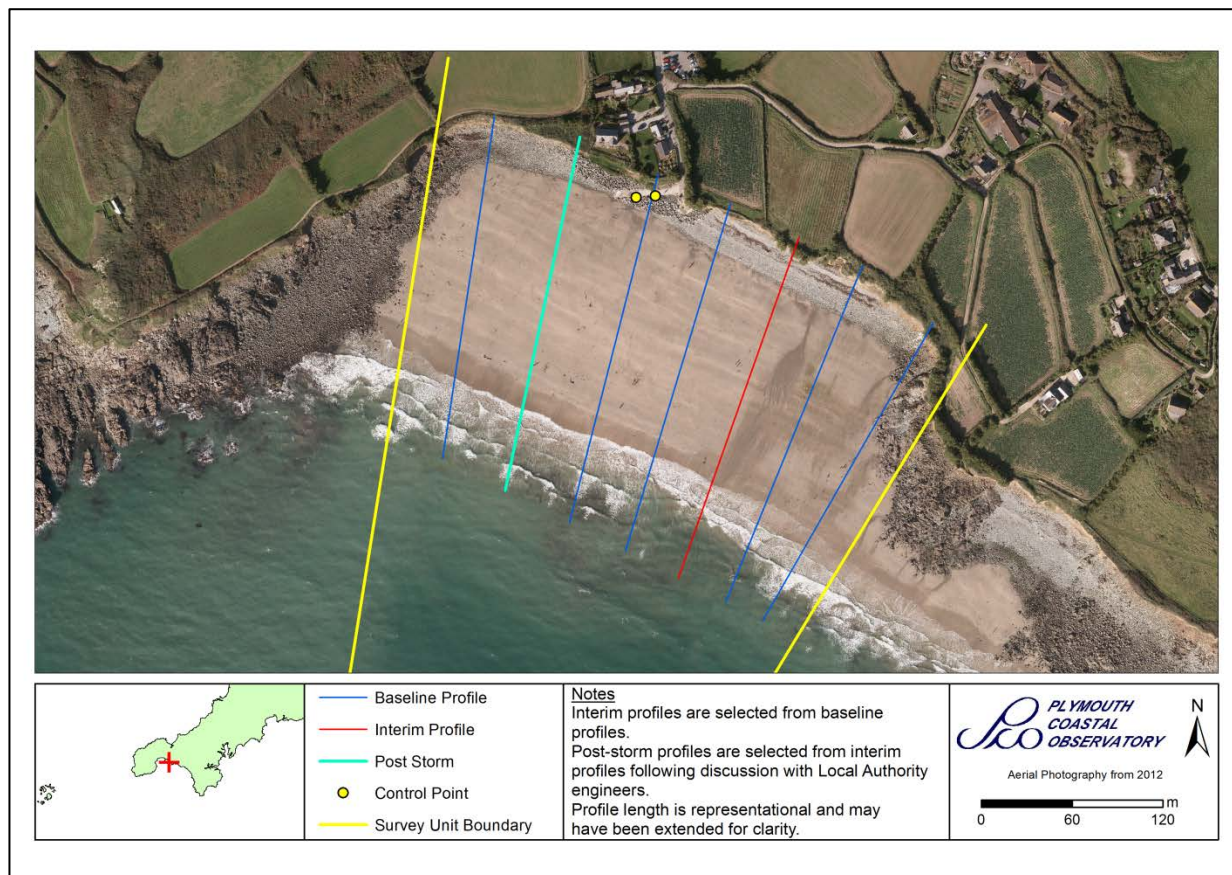 Baseline Profile
Interim Profile
Post Storm
Control Point
Survey Unit Boundary
Notes
Interim profiles are selected from baseline
profiles.
Post-storm profiles are selected from interim
profiles following discussion with Local Authority
engineers.
Profile length is representational and may
have been extended for clarity.
PCO
PLYMOUTH
COASTAL
OBSERVATORY
N
Aerial Photography from 2012
m
0 60 120